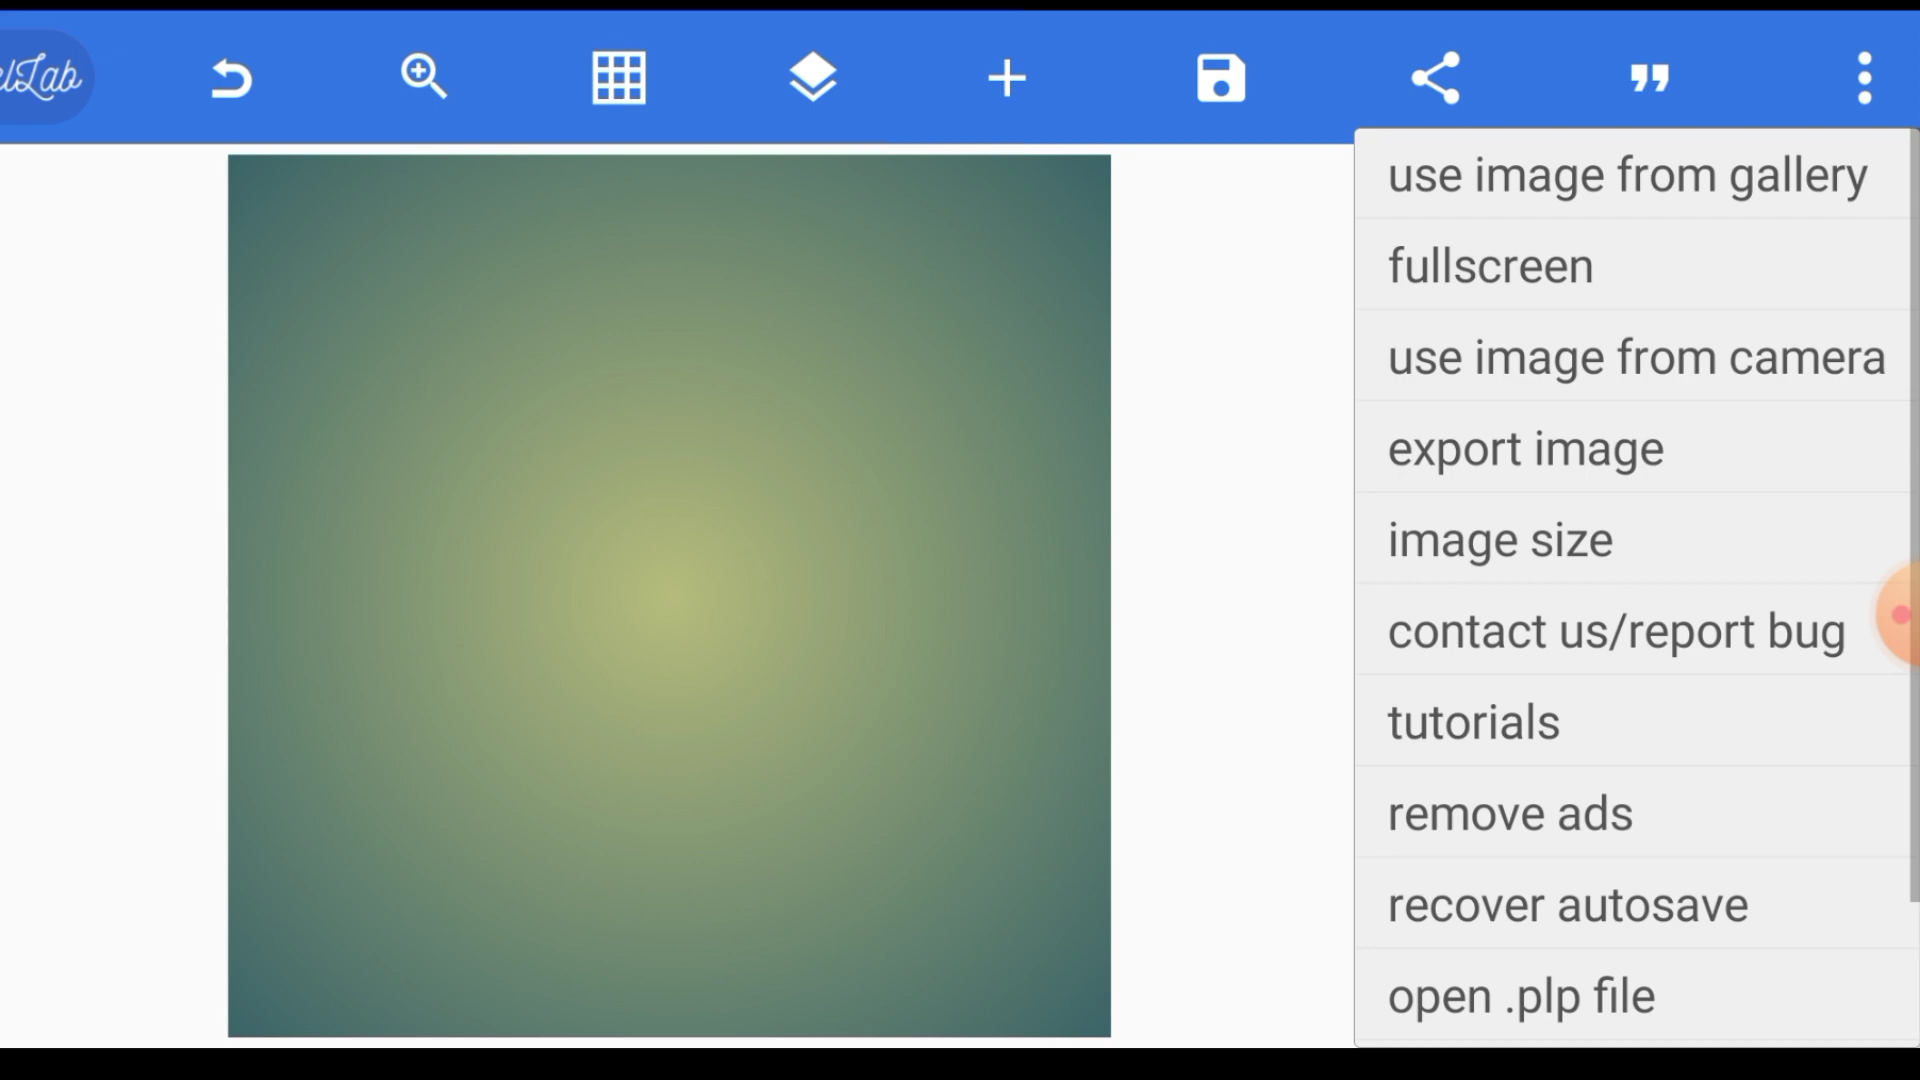 elLab
use image from gallery
fullscreen
use image from camera
export image
image size
contact us/report bug
tutorials
remove ads
recover autosave
open .plp file